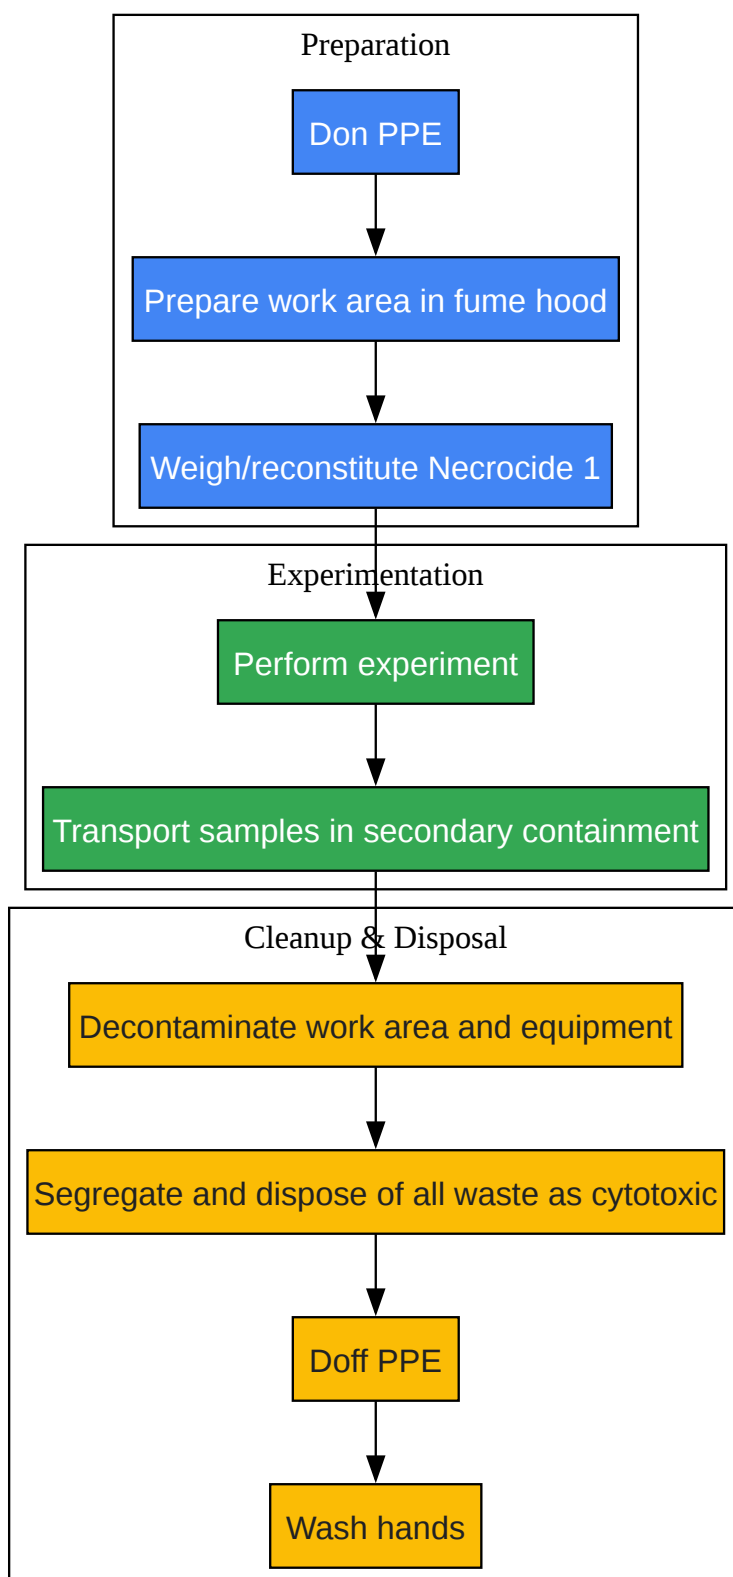 Preparation
Don PPE
Prepare work area in fume hood
Weigh/reconstitute Necrocide 1
Experimentation
Perform experiment
Transport samples in secondary containment
Cleanup & Disposal
Decontaminate work area and equipment
Segregate and dispose of all waste as cytotoxic
Doff PPE
Wash hands